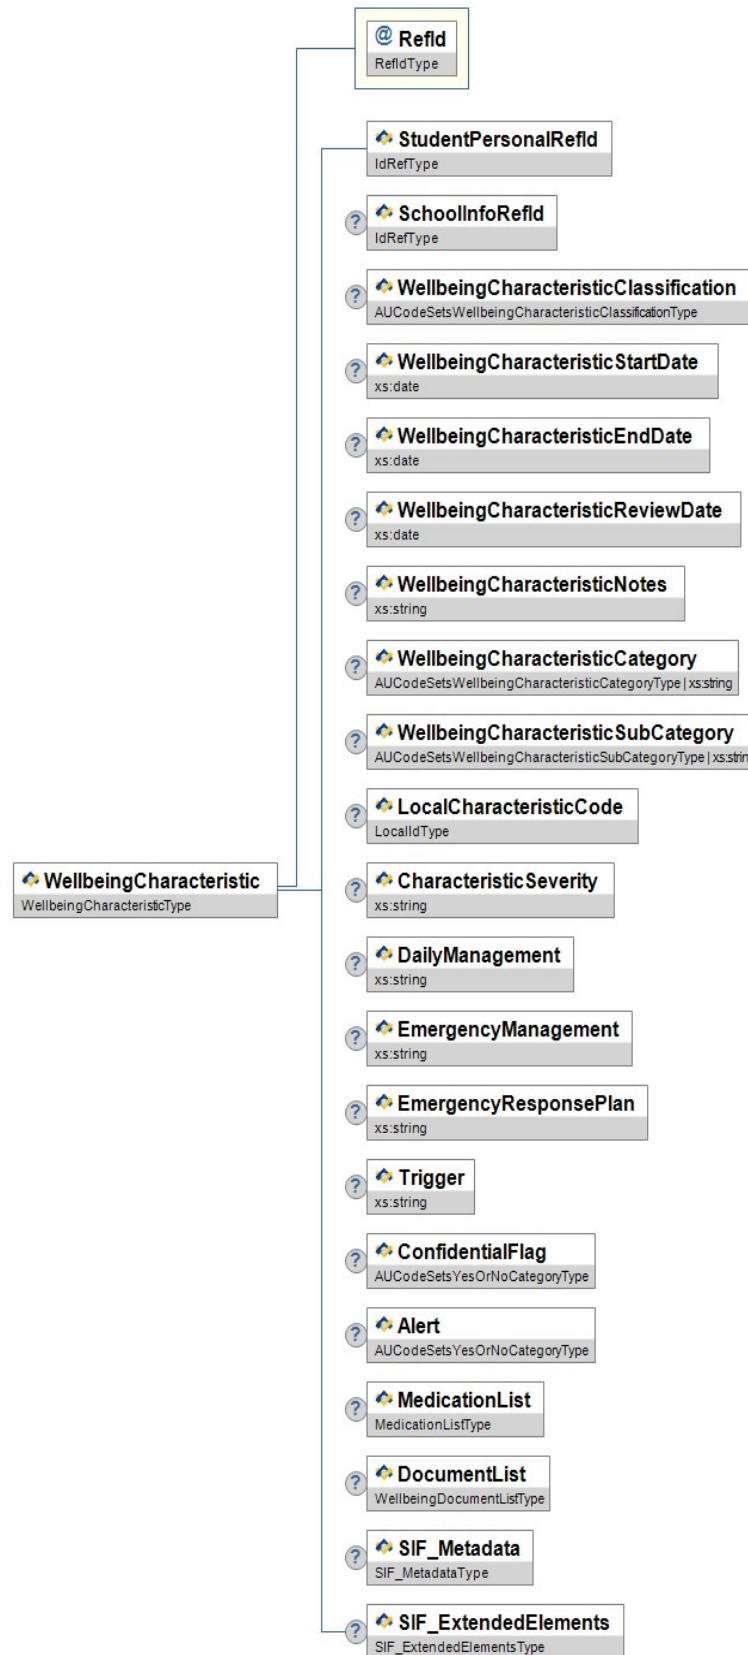 @ RefId
RefIdType
StudentPersonalRefId
IdRefType
? SchoolInfoRefId
IdRefType
? WellbeingCharacteristicClassification
AUCodeSetsWellbeingCharacteristicClassificationType
? WellbeingCharacteristicStartDate
xs:date
? WellbeingCharacteristicEndDate
xs:date
? WellbeingCharacteristicReviewDate
xs:date
? WellbeingCharacteristicNotes
xs:string
? WellbeingCharacteristicCategory
AUCodeSetsWellbeingCharacteristicCategoryType | xs:string
? WellbeingCharacteristicSubCategory
AUCodeSetsWellbeingCharacteristicSubCategoryType | xs:strin
? LocalCharacteristicCode
LocalIdType
WellbeingCharacteristic
WellbeingCharacteristicType
? CharacteristicSeverity
xs:string
? DailyManagement
xs:string
? EmergencyManagement
xs:string
? EmergencyResponsePlan
xs:string
? Trigger
xs:string
? ConfidentialFlag
AUCodeSetsYesOrNoCategoryType
? Alert
AUCodeSetsYesOrNoCategoryType
? MedicationList
MedicationListType
? DocumentList
WellbeingDocumentListType
? SIF_Metadata
SIF_MetadataType
? SIF_ExtendedElements
SIF_ExtendedElementsType